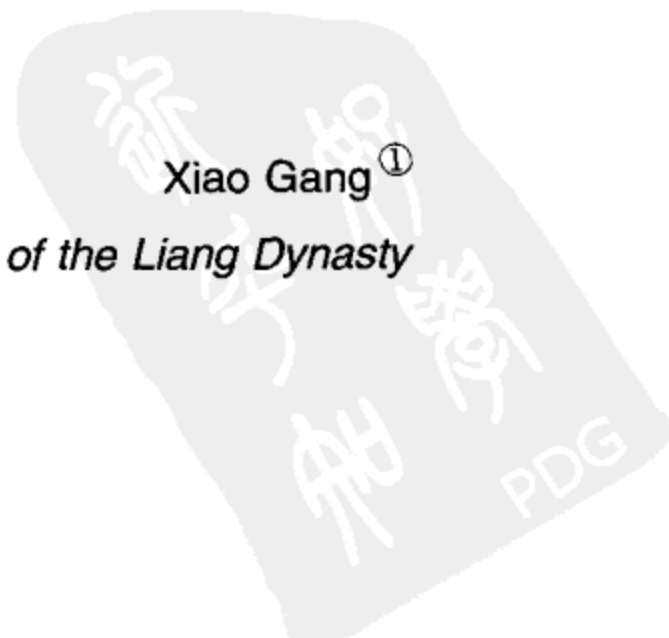 Xiao Gang①
of the Liang Dynasty
PDG